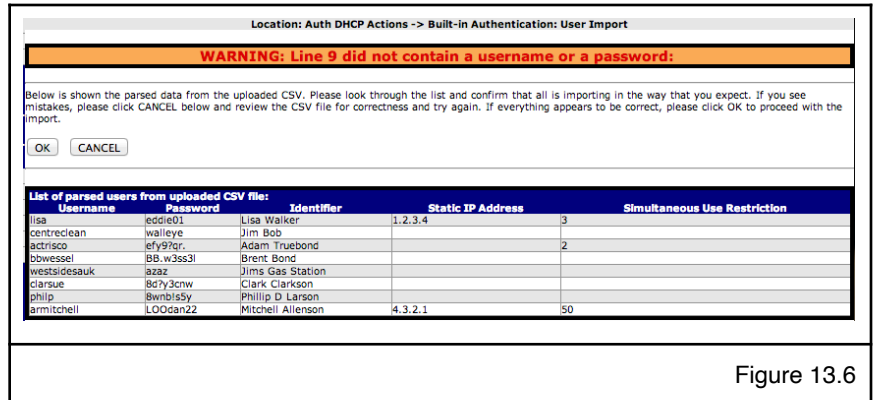 Location: Auth DHCP Actions -> Built-in Authentication: User Import
WARNING: Line 9 did not contain a username or a password:
Below is shown the parsed data from the uploaded CSV. Please look through the list and confirm that all is importing in the way that you expect. If you see
mistakes, please click CANCEL below and review the CSV file for correctness and try again. If everything appears to be correct, please click OK to proceed with the
import.
OK CANCEL
List of parsed users from uploaded CSV file:
Username Password Identifier Static IP Address Simultaneous Use Restriction
lisa eddie01 Lisa Walker 1.2.3.4 3
centreclean walleye Jim Bob
actrisco efy9?qr. Adam Truebond 2
bbwessel BB.w3ss3l Brent Bond
westsidesauk azaz Jims Gas Station
clarsue 8d?y3cnw Clark Clarkson
philp 8wnb!s5y Phillip D Larson
armitchell LOOdan22 Mitchell Allenson 4.3.2.1 50
Figure 13.6